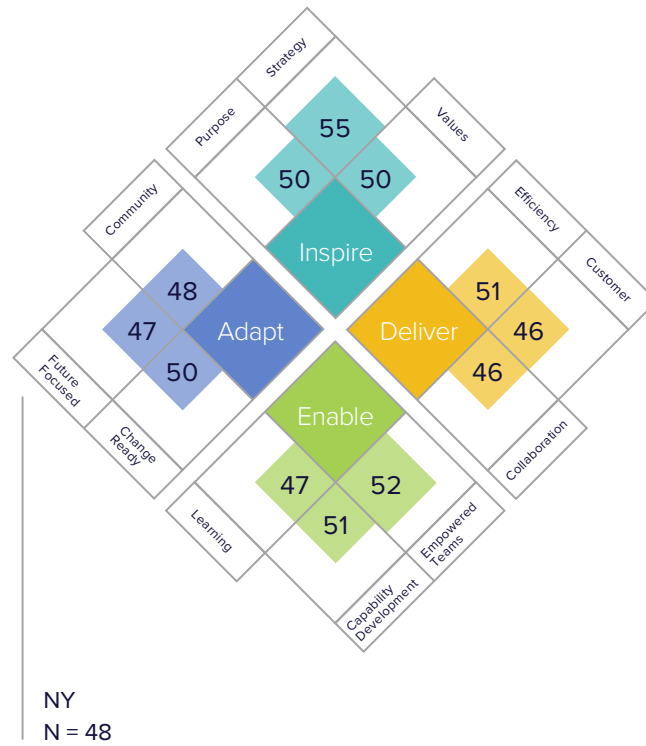 Strategy
Purpose
Values
55
50
50
Inspire
Community
48
47
50
Adapt
Future
Focused
Change
Ready
Efficiency
Customer
51
46
46
Deliver
Collaboration
Enable
47
52
51
Learning
Empowered
Teams
Capability
Development
NY
N = 48